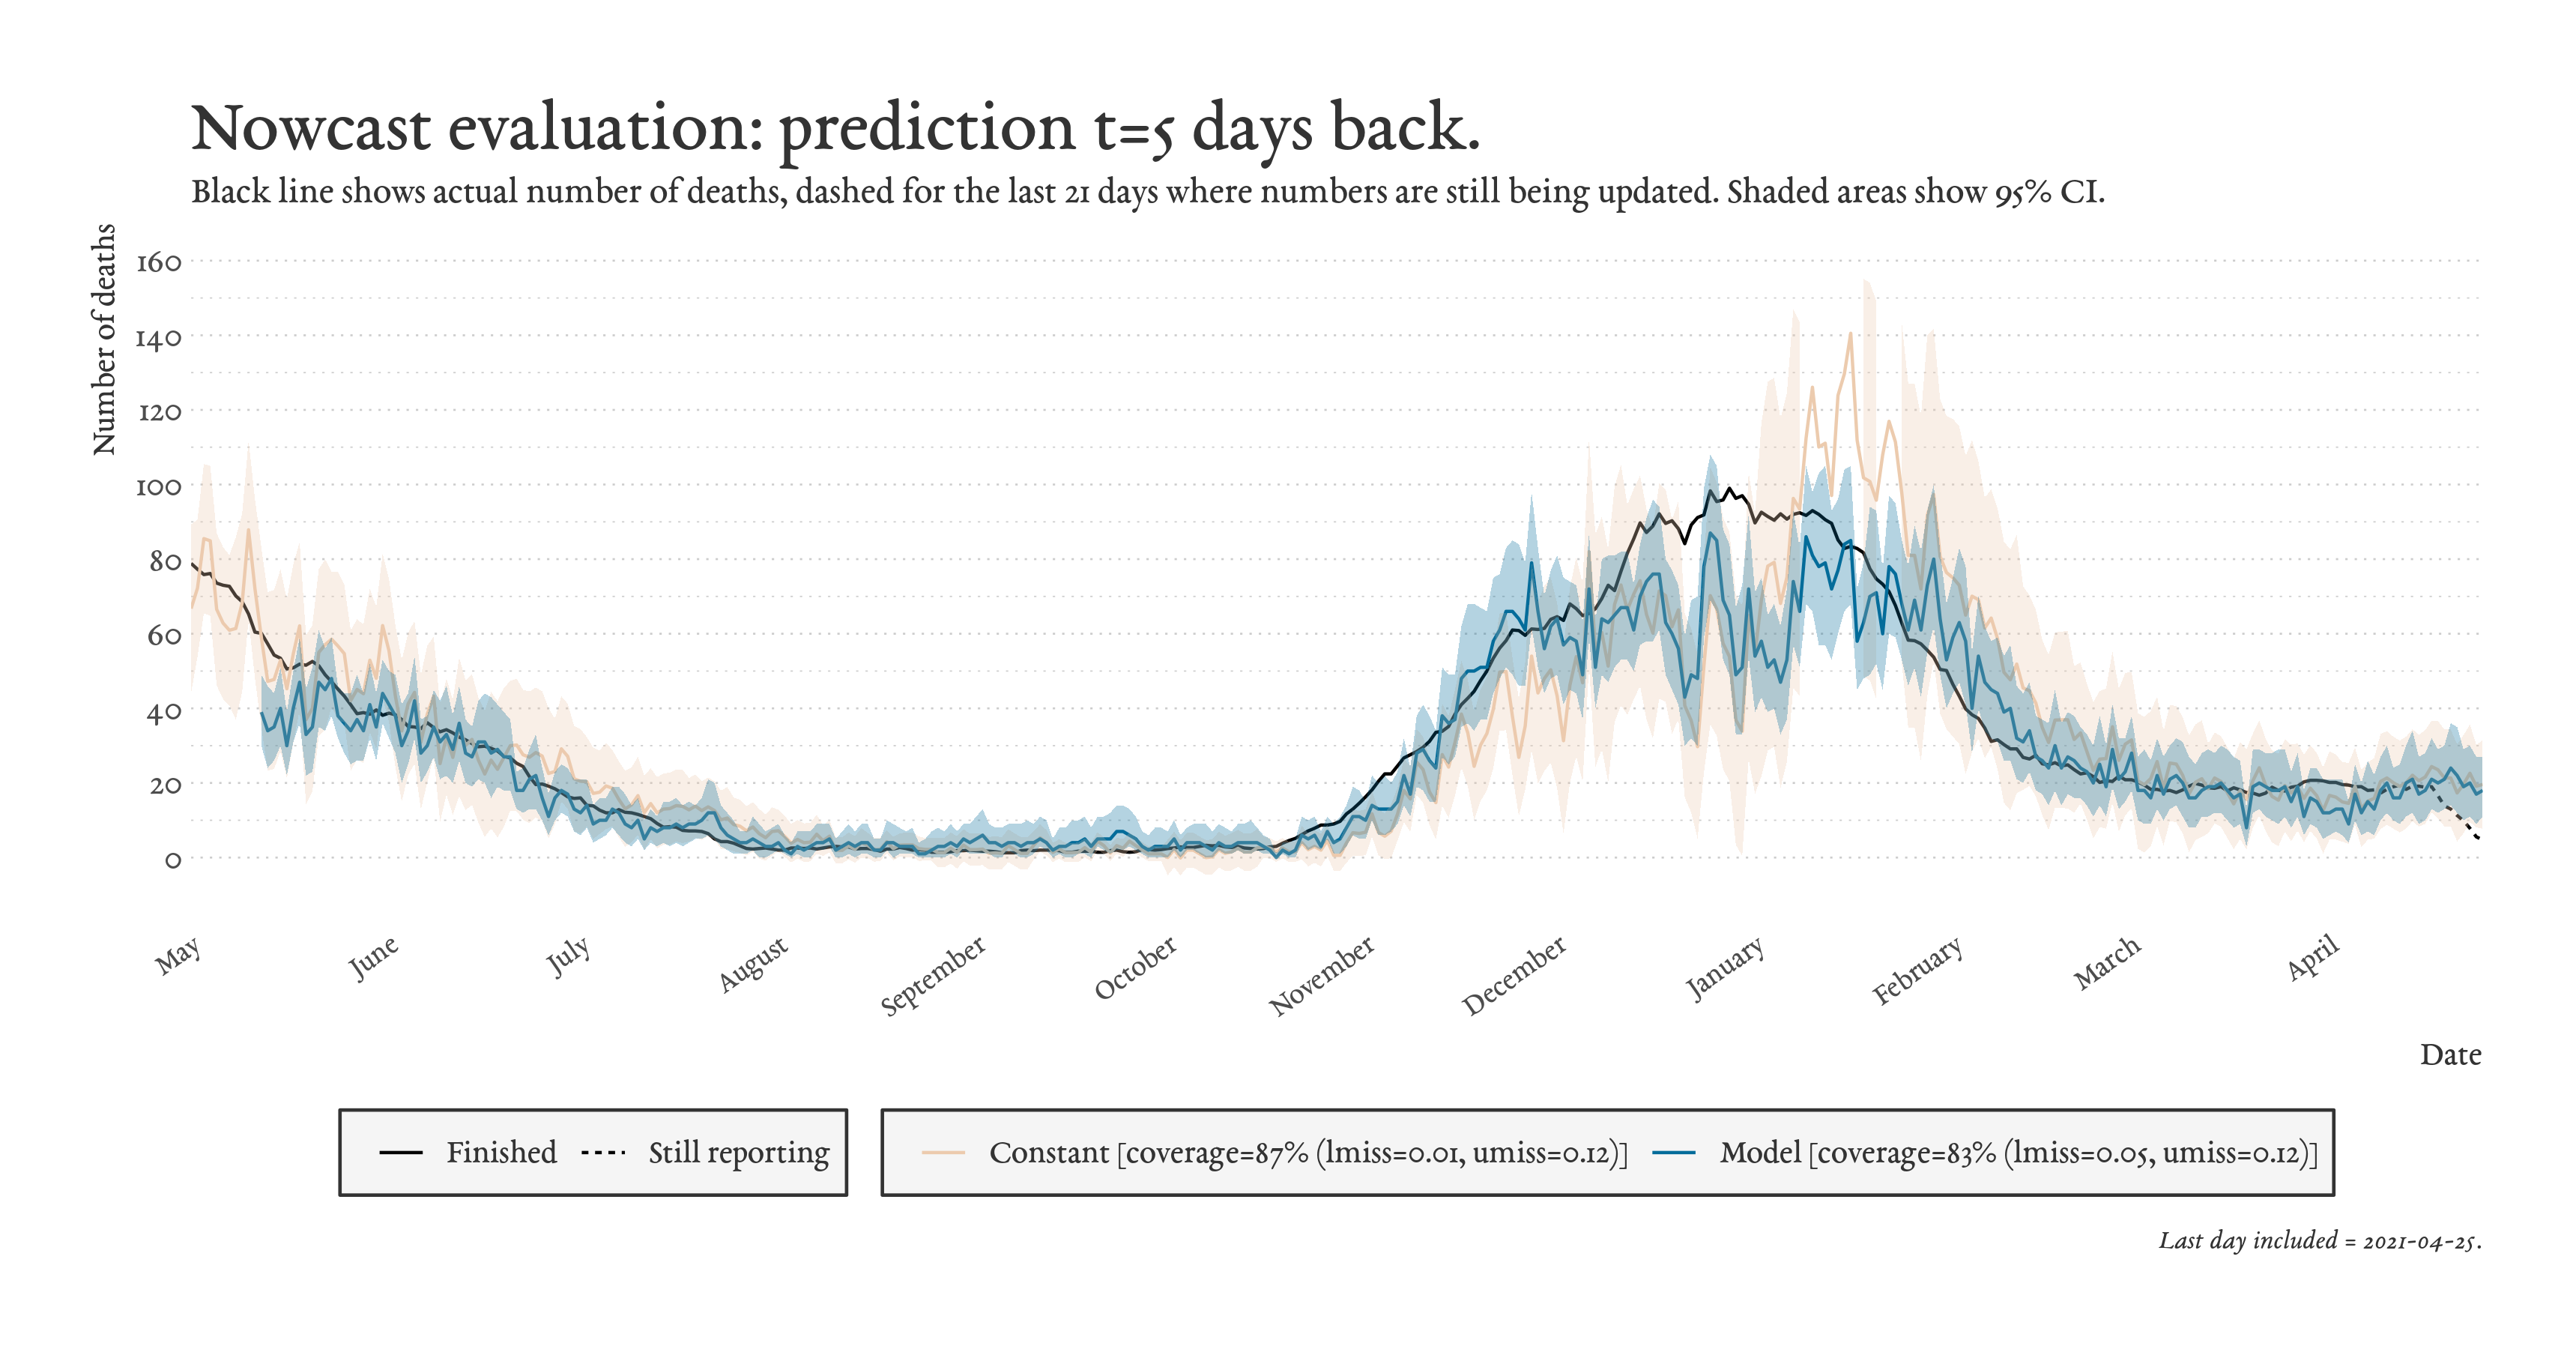 Nowcast evaluation: prediction t=5 days back.
Black line shows actual number of deaths, dashed for the last 21 days where numbers are still being updated. Shaded areas show 95% CI.
Number of deaths
160
140
120
100
80
60
40
20
0
May
June
July
August
September
October
November
December
January
February
March
April
Date
Finished
Still reporting
Constant [coverage=87% (lmiss=0.01, umiss=0.12)]
Model [coverage=83% (lmiss=0.05, umiss=0.12)]
Last day included = 2021-04-25.